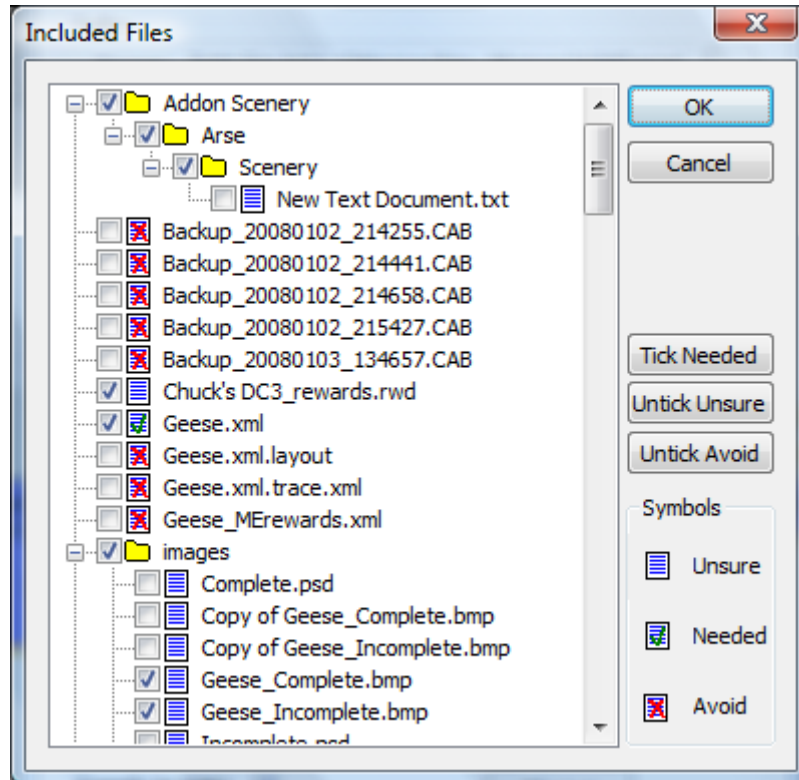 Included Files
Addon Scenery
Arse
Scenery
New Text Document.txt
Backup_20080102_214255.CAB
Backup_20080102_214441.CAB
Backup_20080102_214658.CAB
Backup_20080102_215427.CAB
Backup_20080103_134657.CAB
Chuck's DC3_rewards.rwd
Geese.xml
Geese.xml.layout
Geese.xml.trace.xml
Geese_MErewards.xml
images
Complete.psd
Copy of Geese_Complete.bmp
Copy of Geese_Incomplete.bmp
Geese_Complete.bmp
Geese_Incomplete.bmp
Incomplete.psd
OK
Cancel
Tick Needed
Untick Unsure
Untick Avoid
Symbols
Unsure
Needed
Avoid